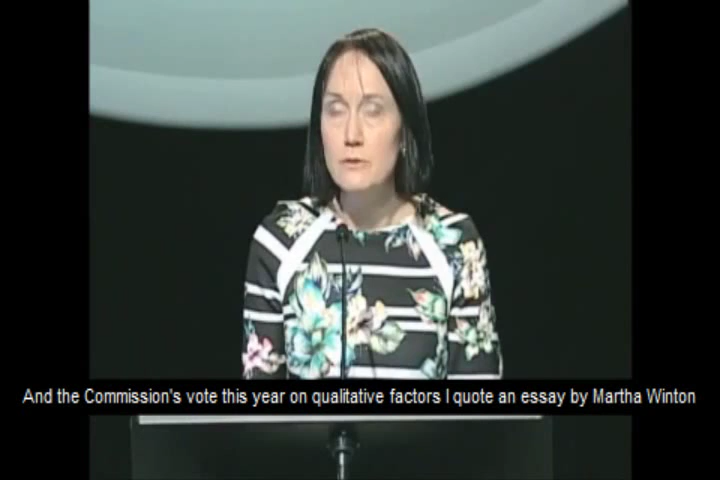 And the Commission's vote this year on qualitative factors I quote an essay by Martha Winton